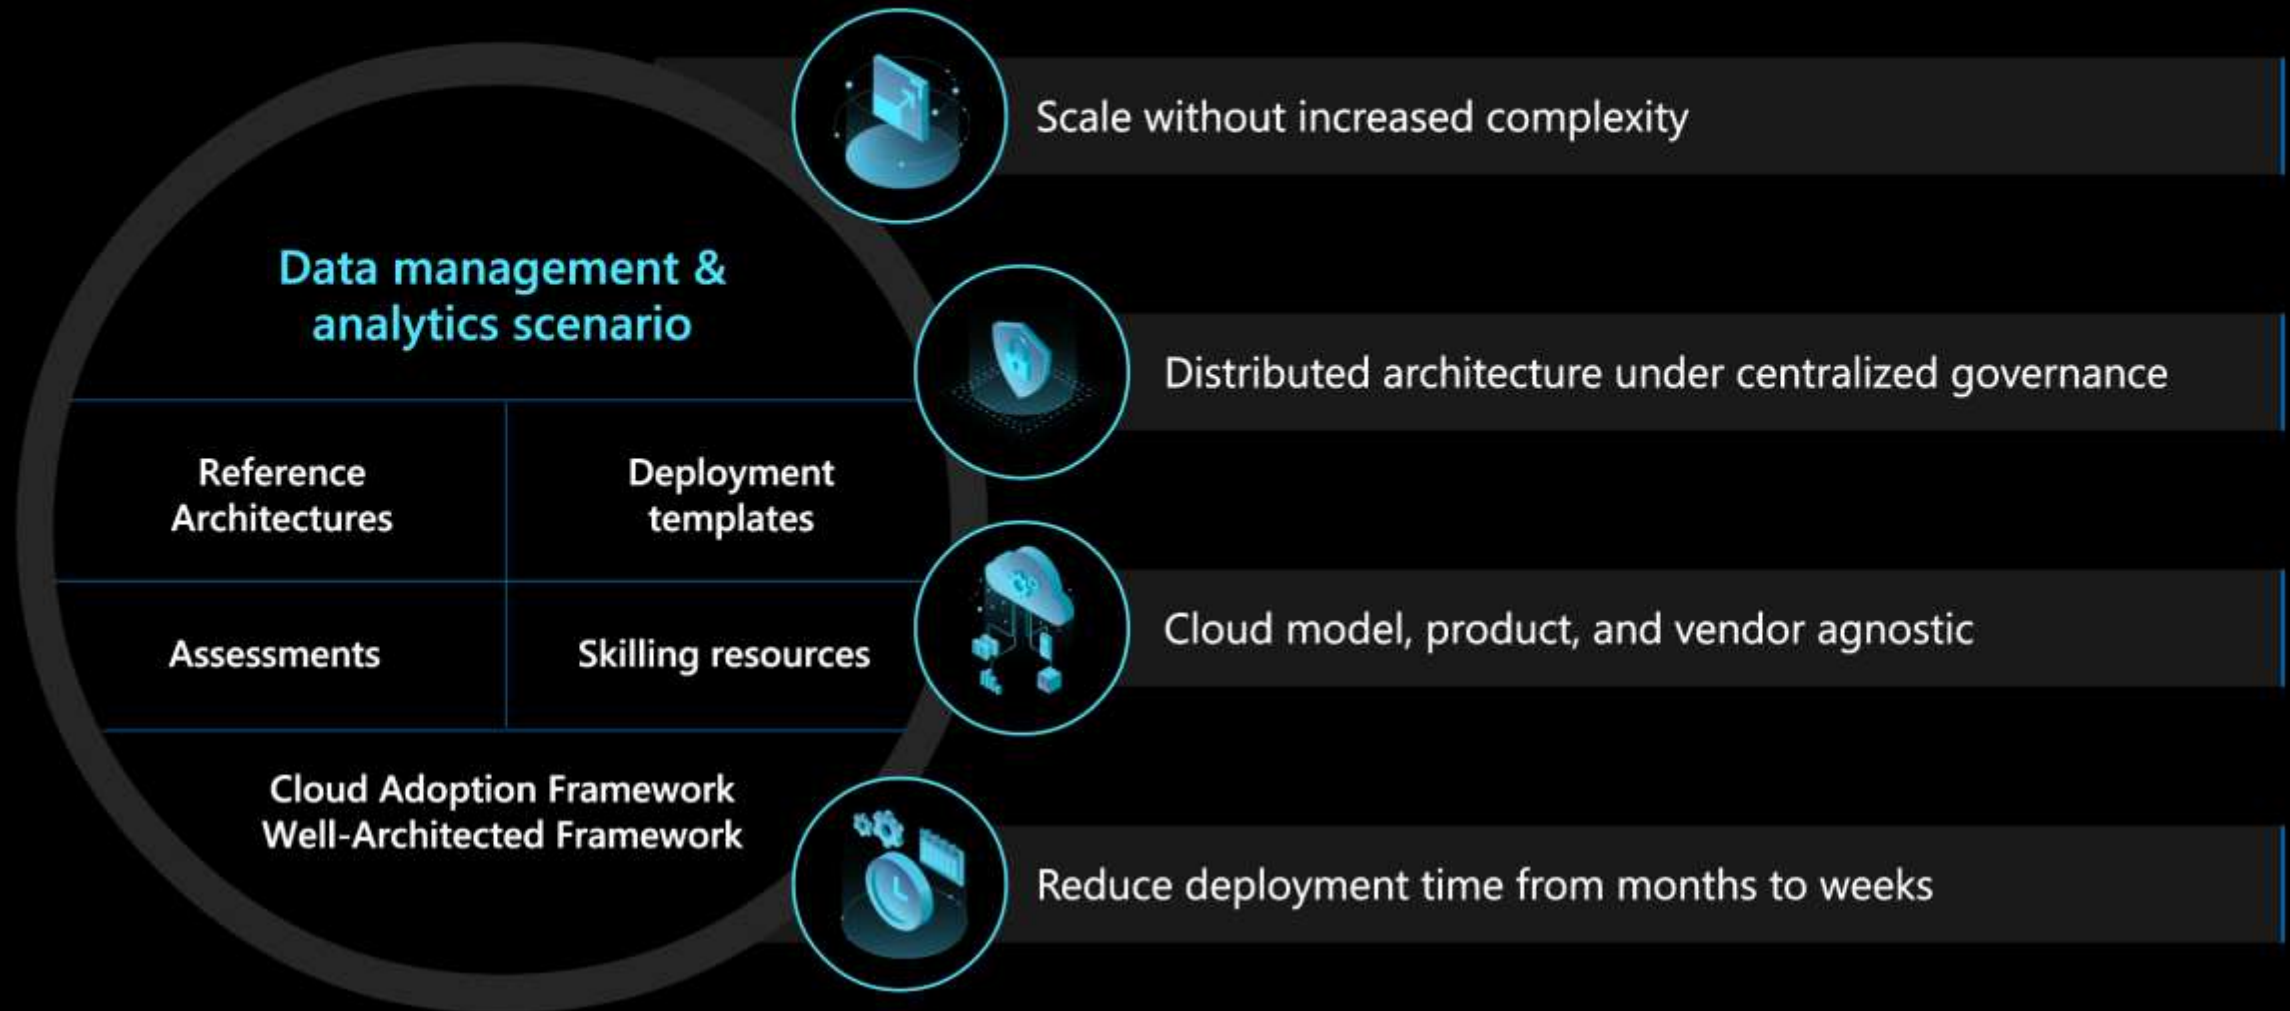 Data management &
analytics scenario
Reference
Architectures
Deployment
templates
Assessments
Skilling resources
Cloud Adoption Framework
Well-Architected Framework
Scale without increased complexity
Distributed architecture under centralized governance
Cloud model, product, and vendor agnostic
Reduce deployment time from months to weeks